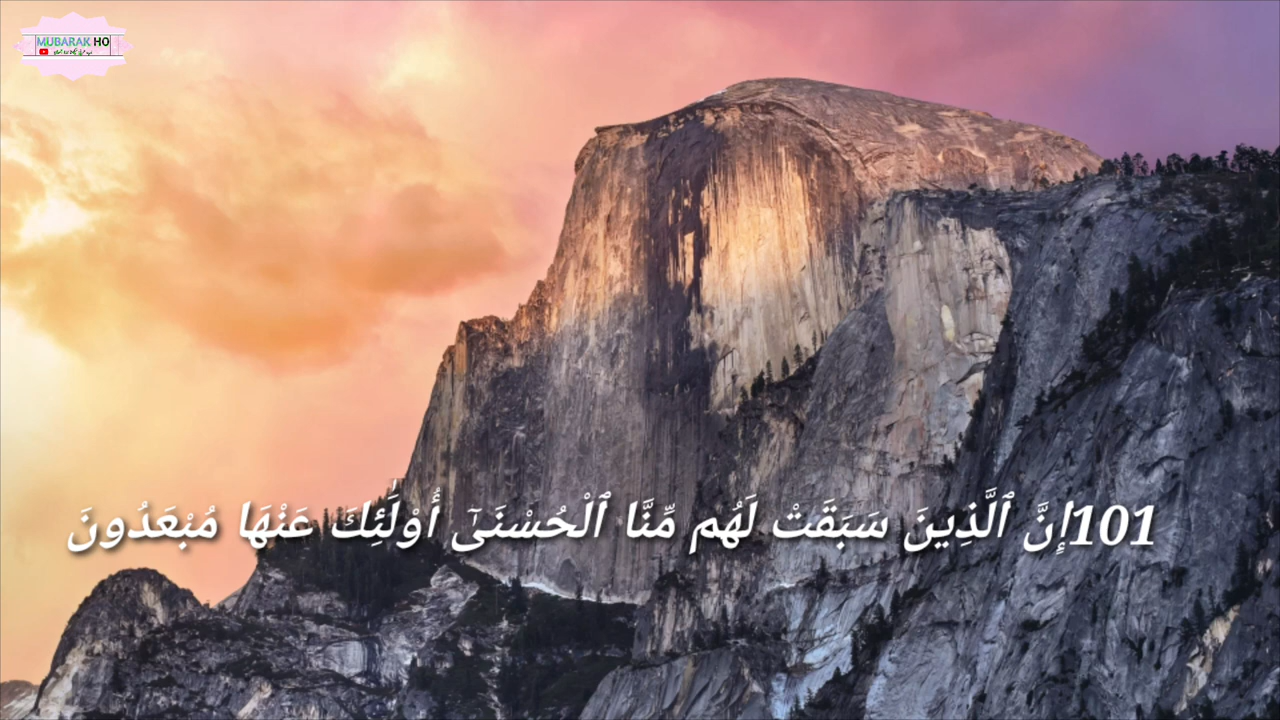 MUBARAK HO
101إِنَّ ٱلَّذِينَ سَبَقَتْ لَهُم مِّنَّا ٱلْحُسْنَىٰٓ أُو۟لَٰٓئِكَ عَنْهَا مُبْعَدُونَ